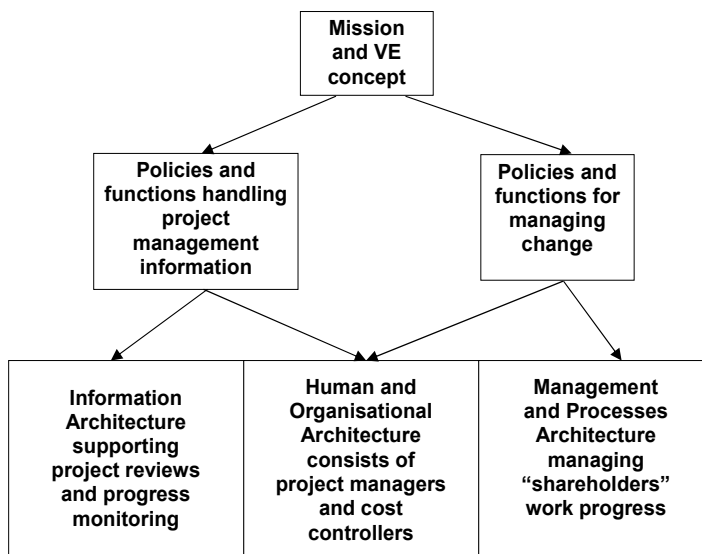 Mission
and VE
concept
Policies and
functions handling
project
management
information
Policies and
functions for
managing
change
Information
Architecture
supporting
project reviews
and progress
monitoring
Human and
Organisational
Architecture
consists of
project managers
and cost
controllers
Management
and Processes
Architecture
managing
“shareholders”
work progress